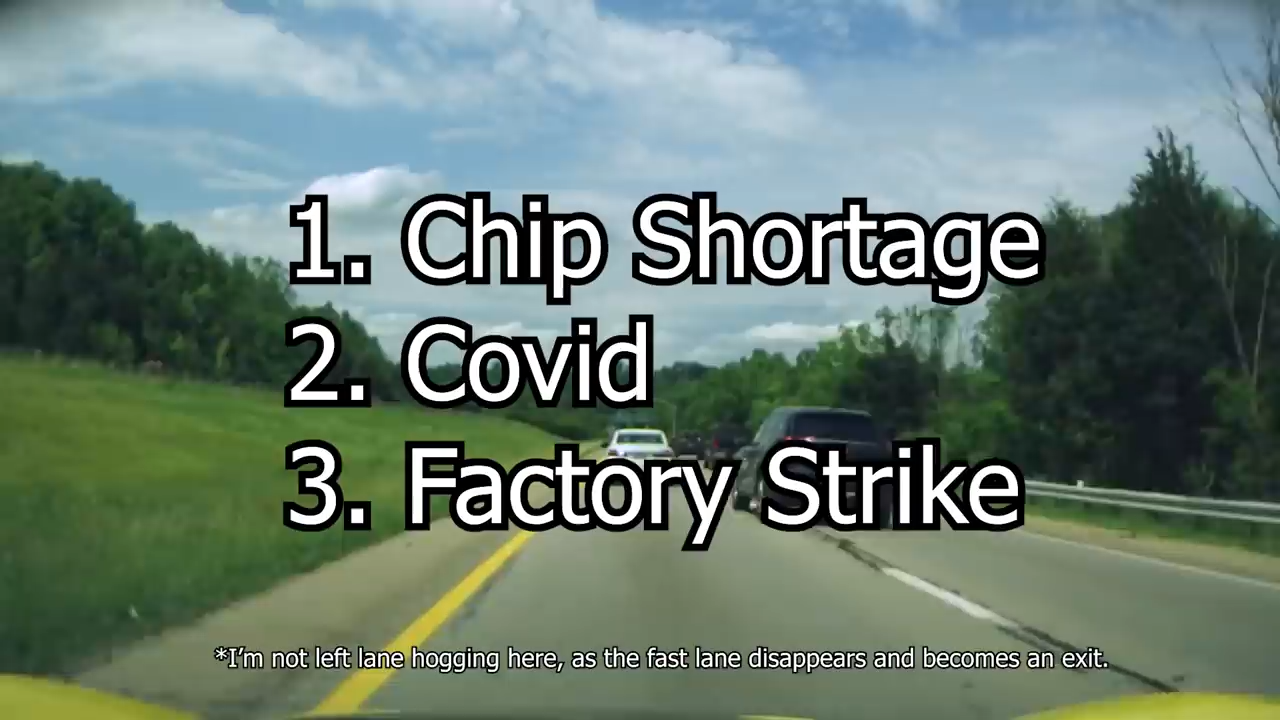 1. Chip Shortage
2. Covid
3. Factory Strike
*I'm not left lane hogging here, as the fast lane disappears and becomes an exit.